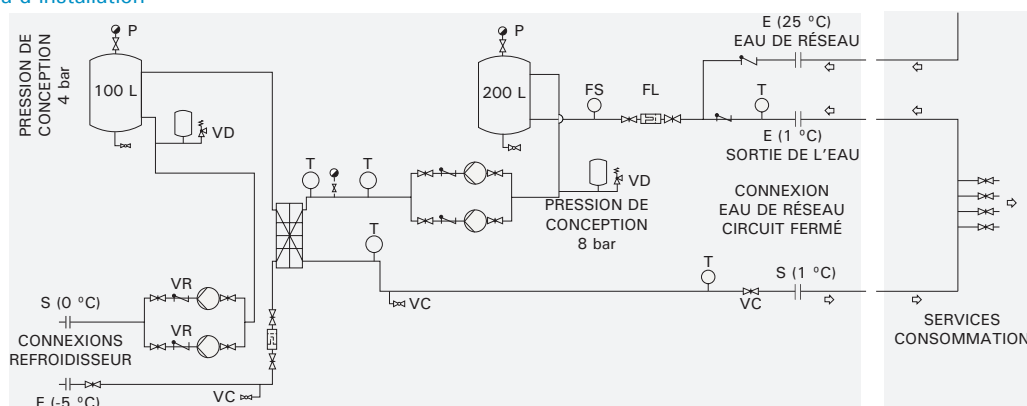 d'installation
PRESSION DE
CONCEPTION
4 bar
P
100 L
VD
P
200 L
FS
FL
T
E (25 °C)
EAU DE RÉSEAU
E (1 °C)
SORTIE DE L'EAU
T
T
VD
PRESSION DE
CONCEPTION
8 bar
CONNEXION
EAU DE RÉSEAU
CIRCUIT FERMÉ
T
T
S (1 °C)
VC
VC
VR
S (0 °C)
VR
CONNEXIONS
REFROIDISSEUR
VC
E (-5 °C)
SERVICES
CONSOMMATION